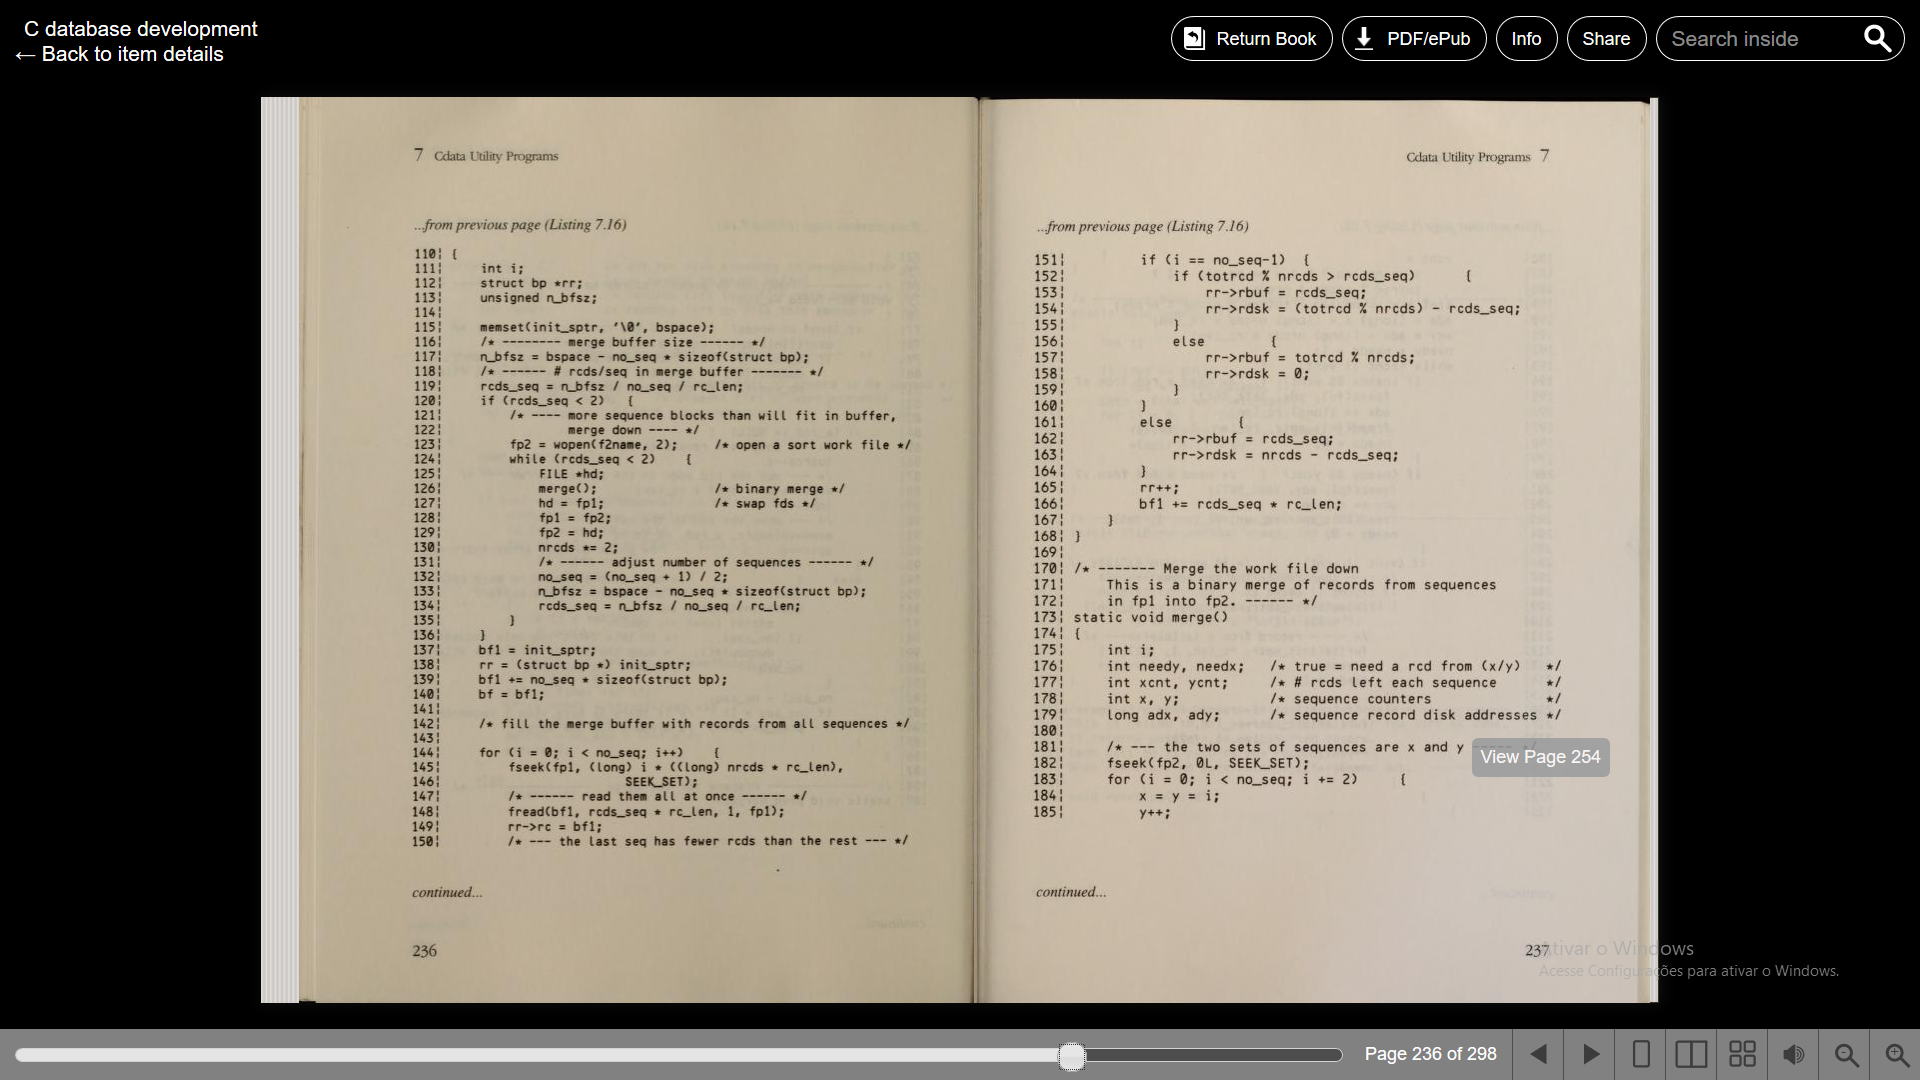 C database development
← Back to item details
Return Book
PDF/ePub
Info
Share
Search inside
7 Cdata Utility Programs
...from previous page (Listing 7.16)
110¦ {
111¦ int i;
112¦ struct bp *rr;
113¦ unsigned n_bfsz;
114¦
115¦ memset(init_sptr, '\0', bspace);
116¦ /* -------- merge buffer size ------ */
117¦ n_bfsz = bspace - no_seq * sizeof(struct bp);
118¦ /* ------ # rcds/seq in merge buffer ------- */
119¦ rcds_seq = n_bfsz / no_seq / rc_len;
120¦ if (rcds_seq < 2) {
121¦ /* ---- more sequence blocks than will fit in buffer,
122¦ merge down ---- */
123¦ fp2 = wopen(f2name, 2); /* open a sort work file */
124¦ while (rcds_seq < 2) {
125¦ FILE *hd;
126¦ merge(); /* binary merge */
127¦ hd = fp1; /* swap fds */
128¦ fp1 = fp2;
129¦ fp2 = hd;
130¦ nrcds *= 2;
131¦ /* ------ adjust number of sequences ------ */
132¦ no_seq = (no_seq + 1) / 2;
133¦ n_bfsz = bspace - no_seq * sizeof(struct bp);
134¦ rcds_seq = n_bfsz / no_seq / rc_len;
135¦ }
136¦ }
137¦ bf1 = init_sptr;
138¦ rr = (struct bp *) init_sptr;
139¦ bf1 += no_seq * sizeof(struct bp);
140¦ bf = bf1;
141¦
142¦ /* fill the merge buffer with records from all sequences */
143¦
144¦ for (i = 0; i < no_seq; i++) {
145¦ fseek(fp1, (long) i * ((long) nrcds * rc_len),
146¦ SEEK_SET);
147¦ /* ------ read them all at once ------ */
148¦ fread(bf1, rcds_seq * rc_len, 1, fp1);
149¦ rr->rc = bf1;
150¦ /* --- the last seq has fewer rcds than the rest --- */
continued...
236
Cdata Utility Programs 7
...from previous page (Listing 7.16)
151¦ if (i == no_seq-1) {
152¦ if (totrcd % nrcds > rcds_seq) {
153¦ rr->rbuf = rcds_seq;
154¦ rr->rdsk = (totrcd % nrcds) - rcds_seq;
155¦ }
156¦ else {
157¦ rr->rbuf = totrcd % nrcds;
158¦ rr->rdsk = 0;
159¦ }
160¦ }
161¦ else {
162¦ rr->rbuf = rcds_seq;
163¦ rr->rdsk = nrcds - rcds_seq;
164¦ }
165¦ rr++;
166¦ bf1 += rcds_seq * rc_len;
167¦ }
168¦ }
169¦
170¦ /* ------- Merge the work file down
171¦ This is a binary merge of records from sequences
172¦ in fp1 into fp2. ------ */
173¦ static void merge()
174¦ {
175¦ int i;
176¦ int needy, needx; /* true = need a rcd from (x/y) */
177¦ int xcnt, ycnt; /* # rcds left each sequence */
178¦ int x, y; /* sequence counters */
179¦ long adx, ady; /* sequence record disk addresses */
180¦
181¦ /* --- the two sets of sequences are x and y ----- */
182¦ fseek(fp2, 0L, SEEK_SET);
183¦ for (i = 0; i < no_seq; i += 2) {
184¦ x = y = i;
185¦ y++;
continued...
237
View Page 254
Ativar o Windows
Acesse Configurações para ativar o Windows.
Page 236 of 298